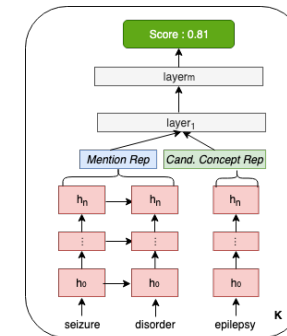 Score : 0.81
layerm
layer1
Mention Rep Cand. Concept Rep
hn hn hn
⋮ ⋮ ⋮
h0 h0 h0
seizure disorder epilepsy
K